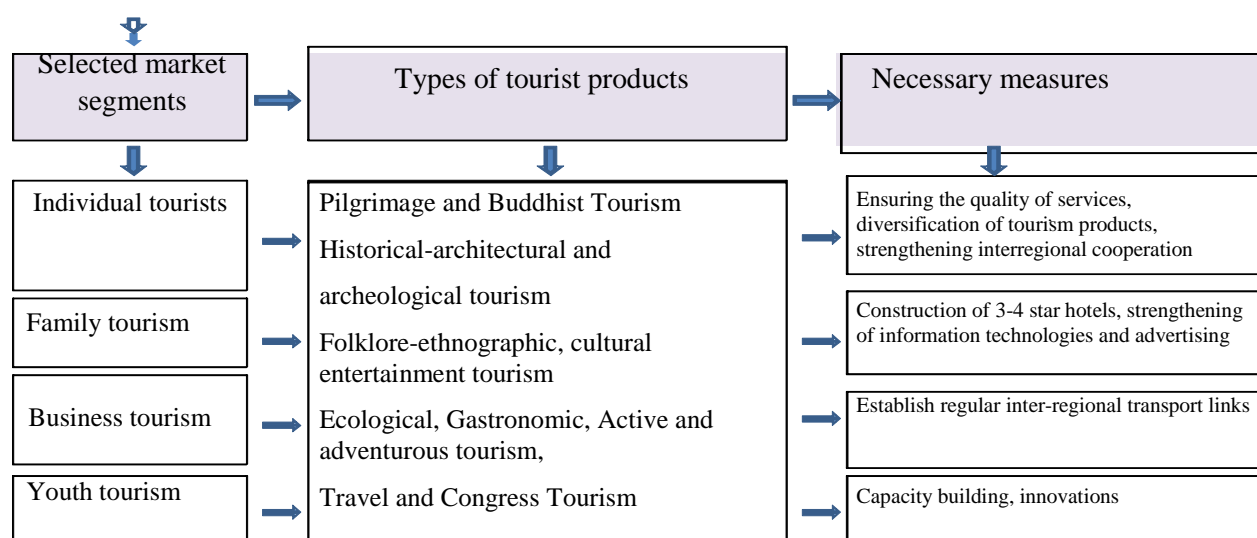 Selected market
segments
Types of tourist products
Necessary measures
Individual tourists
Family tourism
Business tourism
Youth tourism
Pilgrimage and Buddhist Tourism
Historical-architectural and
archeological tourism
Folklore-ethnographic, cultural
entertainment tourism
Ecological, Gastronomic, Active and
adventurous tourism,
Travel and Congress Tourism
Ensuring the quality of services,
diversification of tourism products,
strengthening interregional cooperation
Construction of 3-4 star hotels, strengthening
of information technologies and advertising
Establish regular inter-regional transport links
Capacity building, innovations